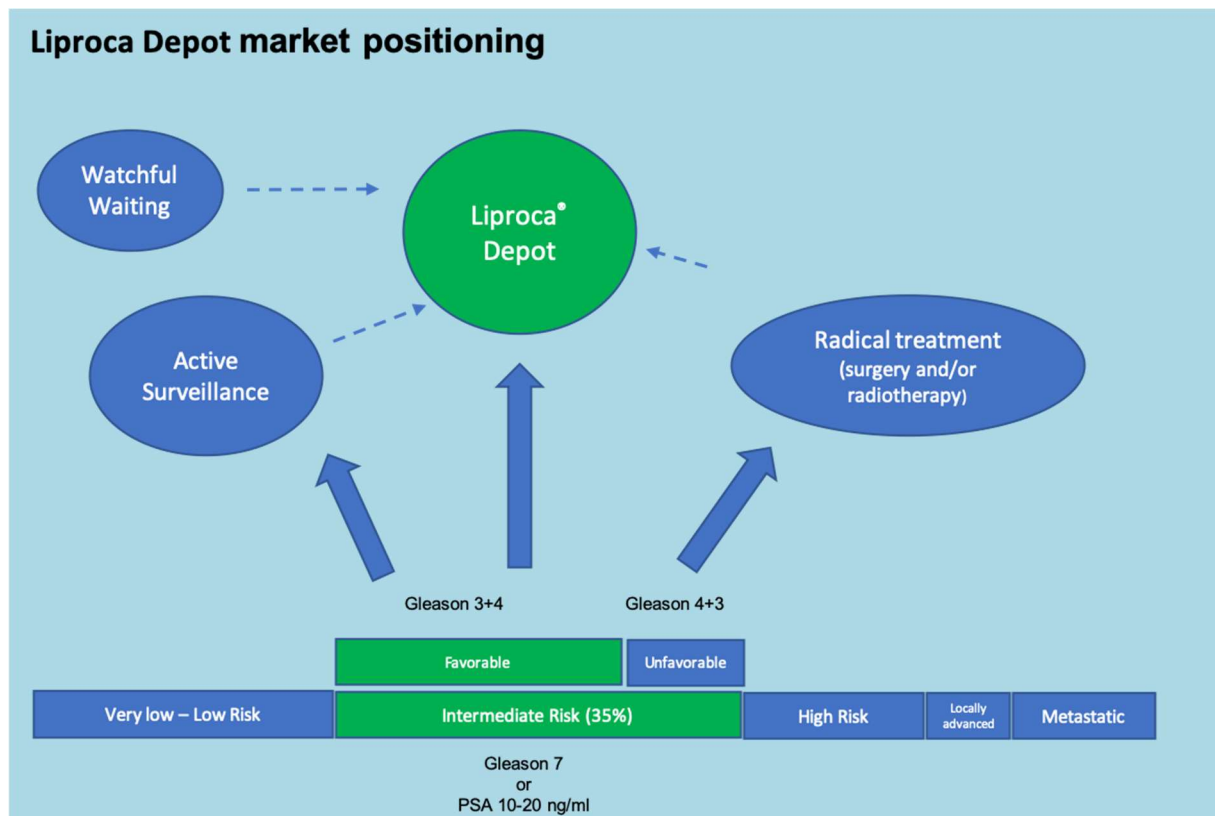 Liproca Depot market positioning
Watchful
Waiting
Liproca®
Depot
Active
Surveillance
Radical treatment
(surgery and/or
radiotherapy)
Gleason 3+4
Gleason 4+3
Favorable
Unfavorable
Very low – Low Risk
Intermediate Risk (35%)
High Risk
Locally
advanced
Metastatic
Gleason 7
or
PSA 10-20 ng/ml